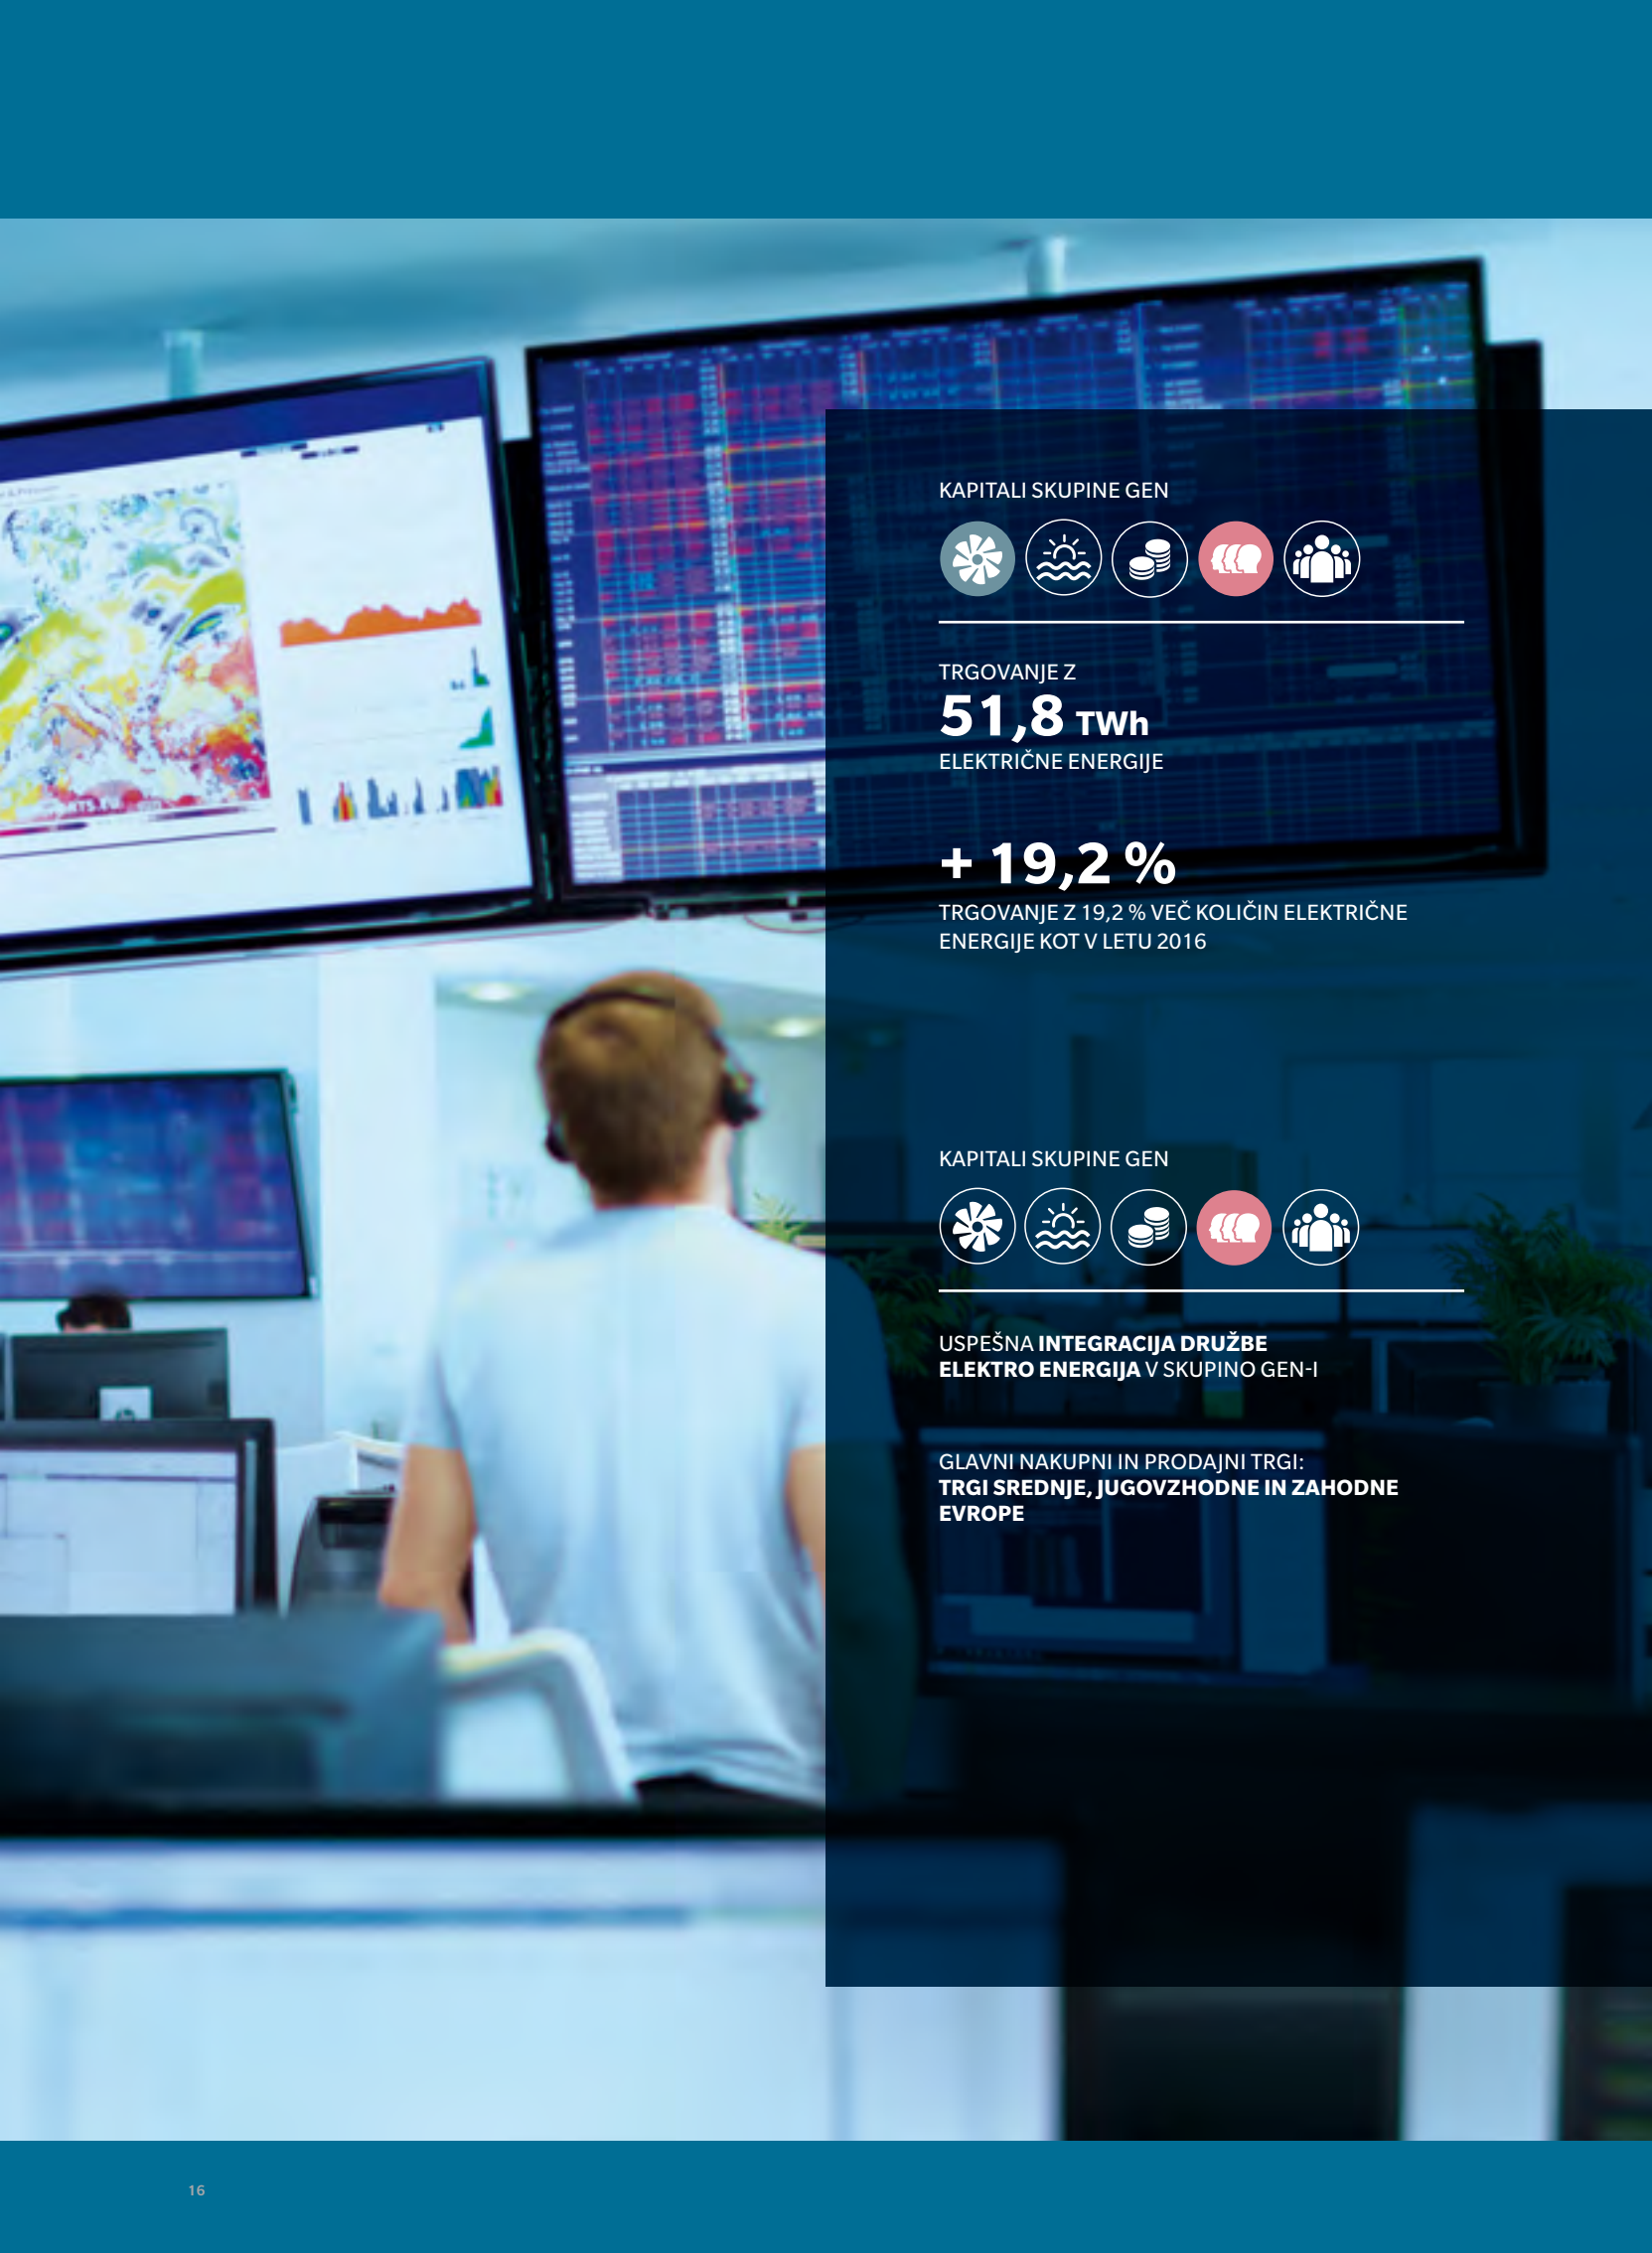 KAPITALI SKUPINE GEN
TRGOVANJE Z
51,8 TWh
ELEKTRIČNE ENERGIJE
+ 19,2 %
TRGOVANJE Z 19,2 % VEČ KOLIČIN ELEKTRIČNE
ENERGIJE KOT V LETU 2016
KAPITALI SKUPINE GEN
USPEŠNA INTEGRACIJA DRUŽBE
ELEKTRO ENERGIJA V SKUPINO GEN-I
GLAVNI NAKUPNI IN PRODAJNI TRGI:
TRGI SREDNJE, JUGOVZHODNE IN ZAHODNE
EVROPE
16